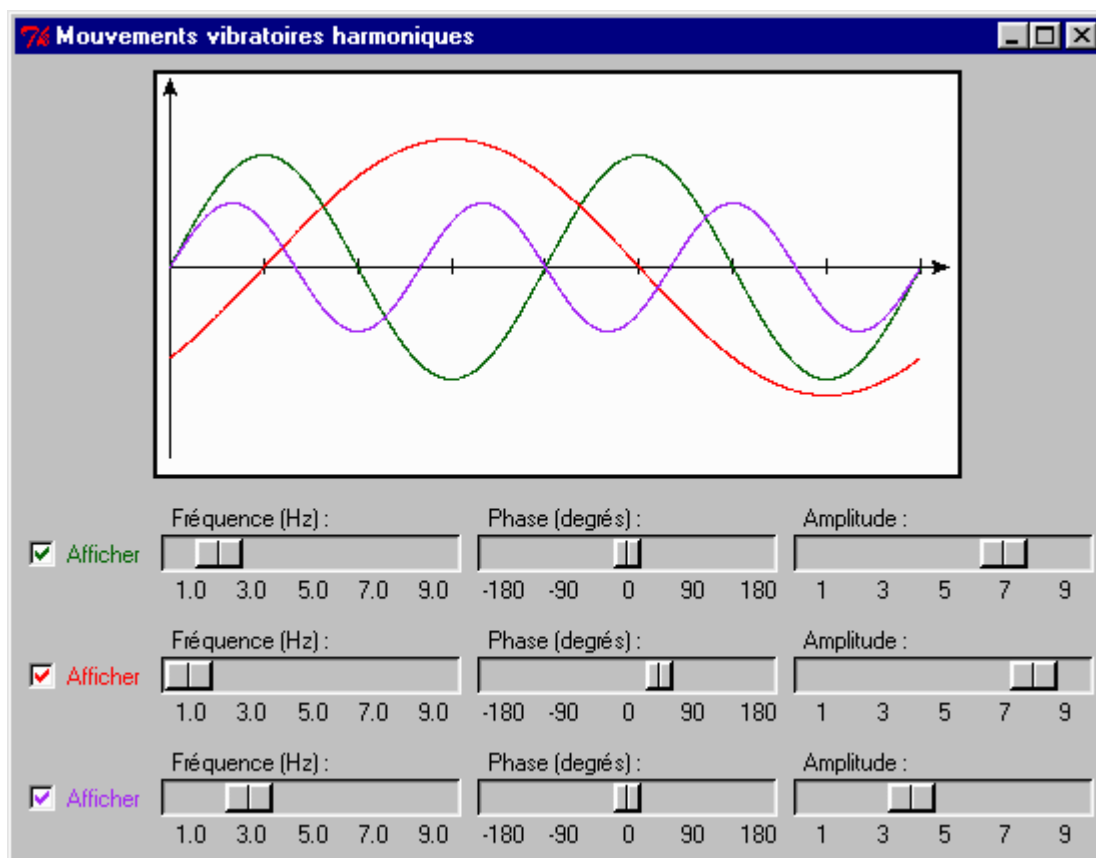 Mouvements vibratoires harmoniques
Fréquence (Hz) : Phase (degrés) : Amplitude :
Afficher
1.0 3.0 5.0 7.0 9.0 -180 -90 0 90 180 1 3 5 7 9
Fréquence (Hz) : Phase (degrés) : Amplitude :
Afficher
1.0 3.0 5.0 7.0 9.0 -180 -90 0 90 180 1 3 5 7 9
Fréquence (Hz) : Phase (degrés) : Amplitude :
Afficher
1.0 3.0 5.0 7.0 9.0 -180 -90 0 90 180 1 3 5 7 9